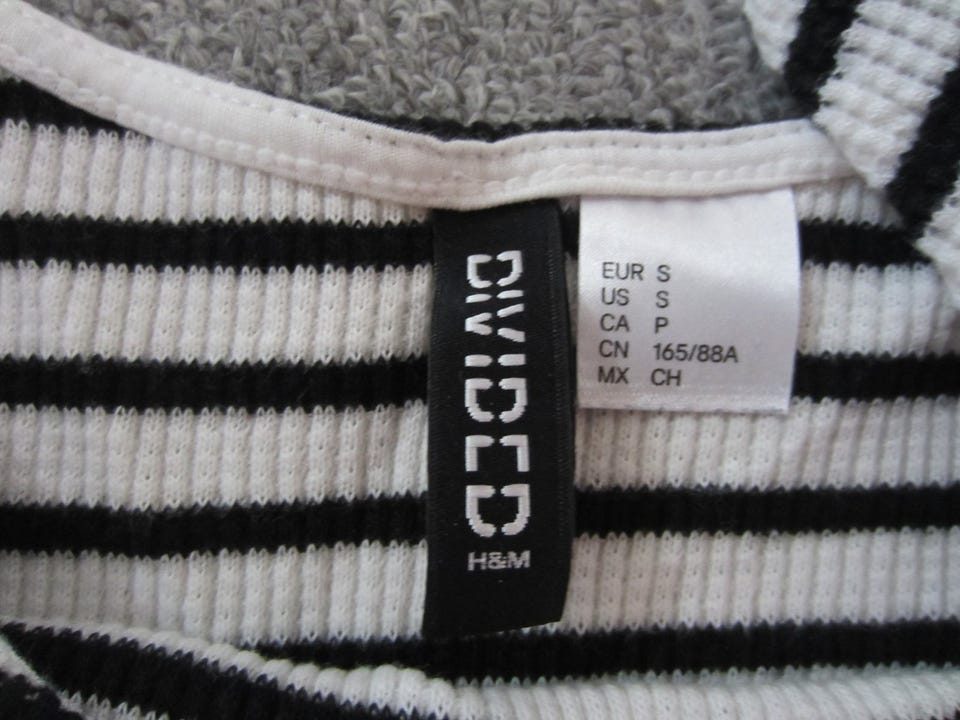 DIVIDED
H&M
EUR S
US S
CA P
CN 165/88A
MX CH